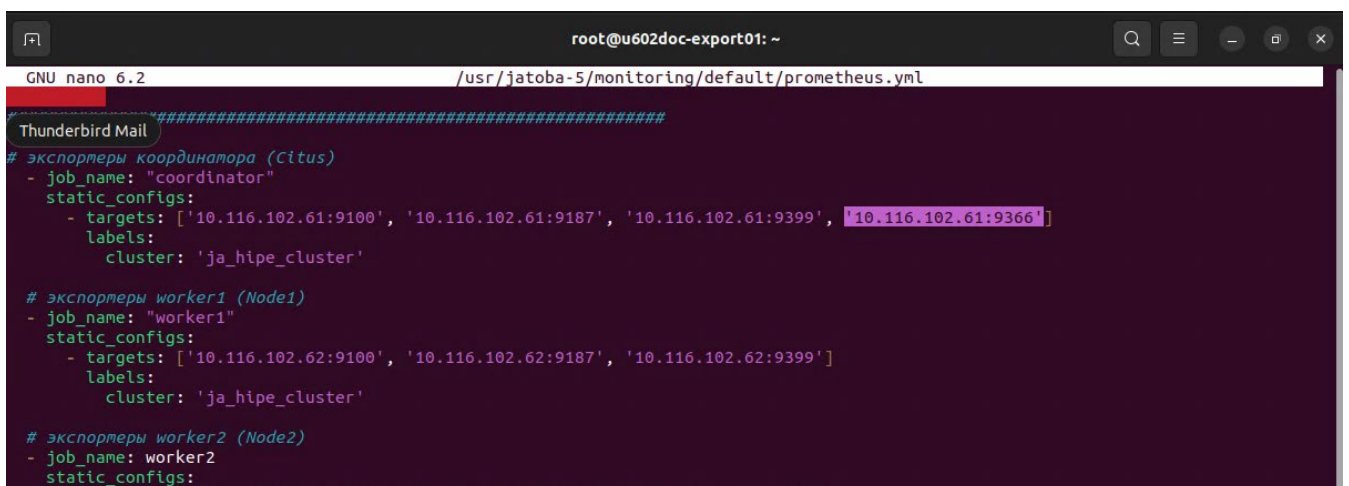 root@u602doc-export01: ~
GNU nano 6.2 /usr/jatoba-5/monitoring/default/prometheus.yml
####################################################
Thunderbird Mail
# экспортеры координатора (Citus)
- job_name: "coordinator"
static_configs:
- targets: ['10.116.102.61:9100', '10.116.102.61:9187', '10.116.102.61:9399', '10.116.102.61:9366']
labels:
cluster: 'ja_hipe_cluster'
# экспортеры worker1 (Node1)
- job_name: "worker1"
static_configs:
- targets: ['10.116.102.62:9100', '10.116.102.62:9187', '10.116.102.62:9399']
labels:
cluster: 'ja_hipe_cluster'
# экспортеры worker2 (Node2)
- job_name: worker2
static_configs: